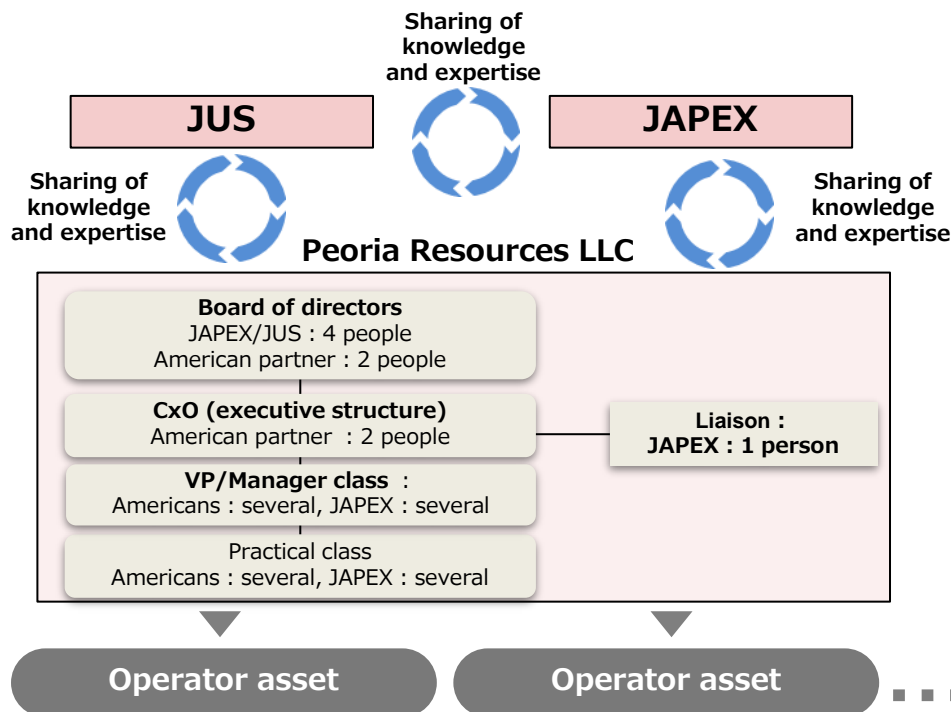 Sharing of
knowledge
and expertise
JUS
JAPEX
Sharing of
knowledge
and expertise
Sharing of
knowledge
and expertise
Peoria Resources LLC
Board of directors
JAPEX/JUS : 4 people
American partner : 2 people
CxO (executive structure)
American partner : 2 people
Liaison :
JAPEX : 1 person
VP/Manager class :
Americans : several, JAPEX : several
Practical class
Americans : several, JAPEX : several
Operator asset
Operator asset